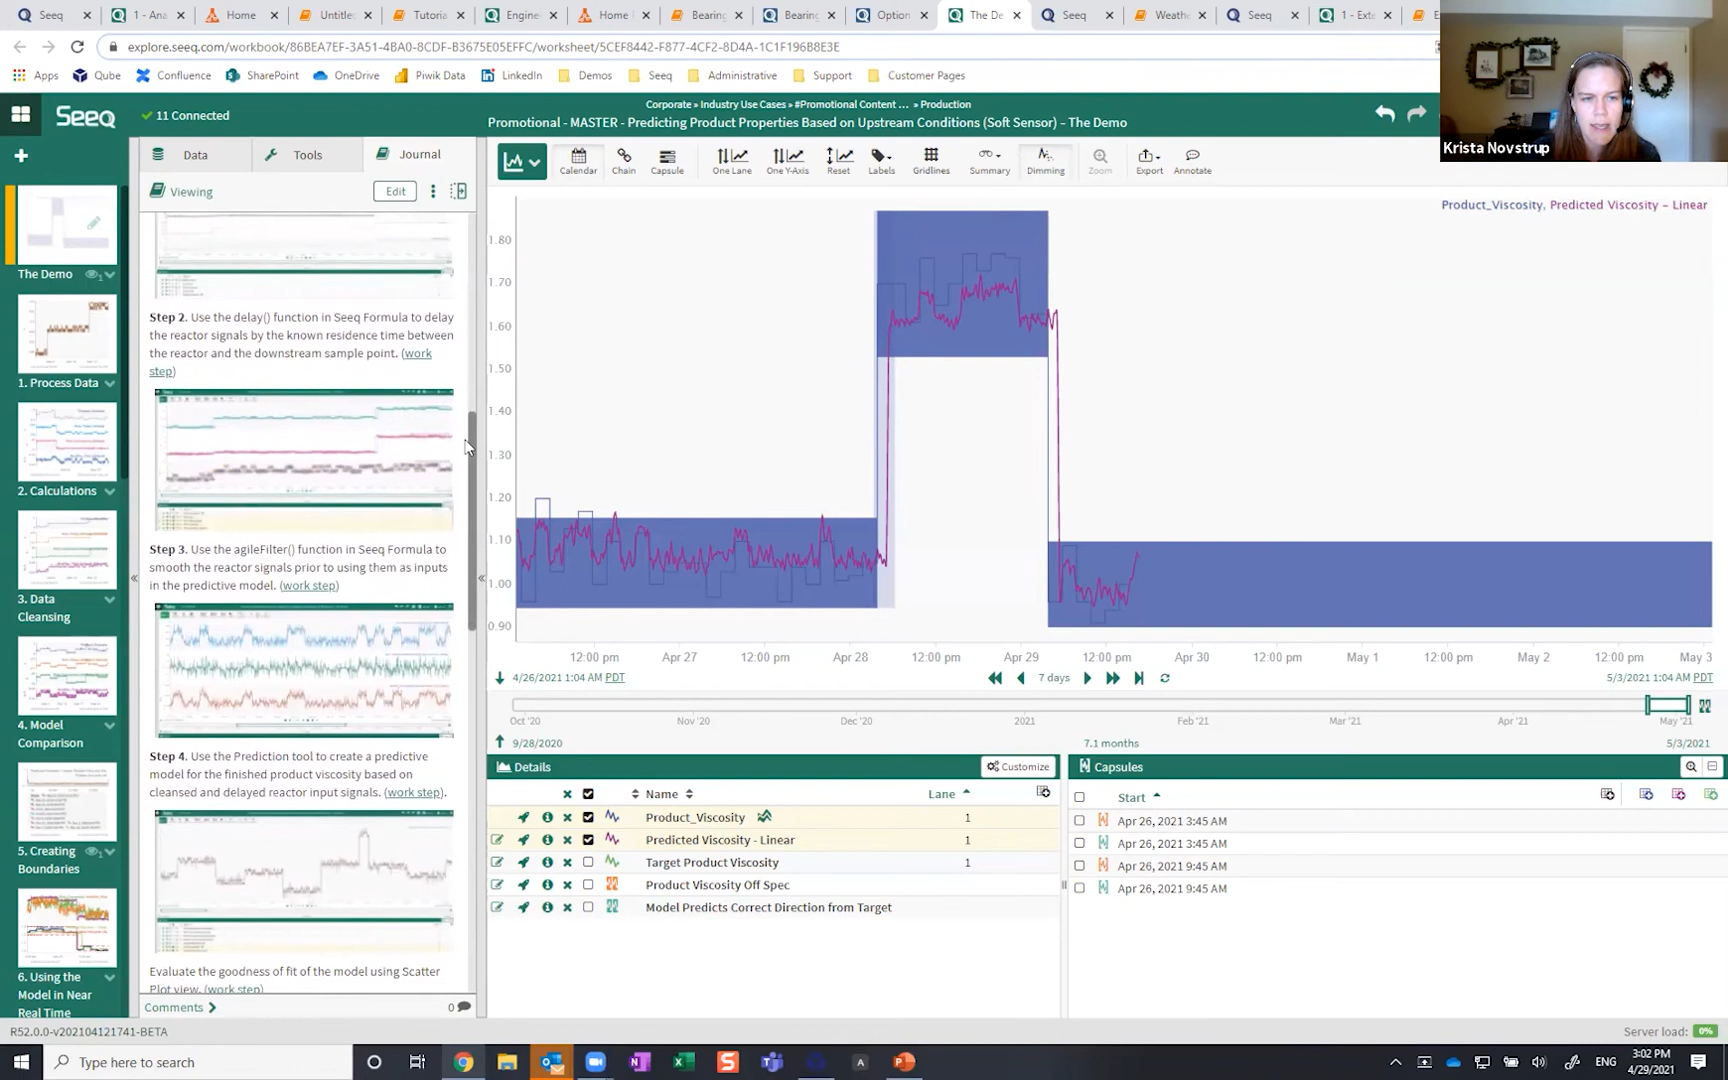 Seeq
1 - Ana
Home
Untitle
Tutoria
Engine
Home
Bearing
Bearing
Option
The De
Seeq
Weathe
Seeq
1 - Ext
explore.seeq.com/workbook/86BEA7EF-3A51-4BA0-8CDF-B3675E05EFFC/worksheet/5CEF8442-F877-4CF2-8D4A-1C1F196B8E3E
Apps
Qube
Confluence
SharePoint
OneDrive
Piwik Data
LinkedIn
Demos
Seeq
Administrative
Support
Customer Pages
Krista Novstrup
Seeq
11 Connected
Corporate » Industry Use Cases » #Promotional Content ... » Production
Promotional - MASTER - Predicting Product Properties Based on Upstream Conditions (Soft Sensor) - The Demo
Data
Tools
Journal
Viewing
Edit
Calendar
Chain
Capsule
One Lane
One Y-Axis
Reset
Labels
Gridlines
Summary
Dimming
Zoom
Export
Annotate
The Demo
1
1. Process Data
2. Calculations
3. Data
Cleansing
4. Model
Comparison
5. Creating
Boundaries
1
6. Using the
Model in Near
Real Time
Step 2. Use the delay() function in Seeq Formula to delay
the reactor signals by the known residence time between
the reactor and the downstream sample point. (work
step)
Step 3. Use the agileFilter() function in Seeq Formula to
smooth the reactor signals prior to using them as inputs
in the predictive model. (work step)
Step 4. Use the Prediction tool to create a predictive
model for the finished product viscosity based on
cleansed and delayed reactor input signals. (work step).
Evaluate the goodness of fit of the model using Scatter
Plot view. (work step)
Comments
0
Product_Viscosity, Predicted Viscosity - Linear
1.80
1.70
1.60
1.50
1.40
1.30
1.20
1.10
1.00
0.90
12:00 pm
Apr 27
12:00 pm
Apr 28
12:00 pm
Apr 29
12:00 pm
Apr 30
12:00 pm
May 1
12:00 pm
May 2
12:00 pm
May 3
4/26/2021 1:04 AM PDT
7 days
5/3/2021 1:04 AM PDT
Oct '20
Nov '20
Dec '20
2021
Feb '21
Mar '21
Apr '21
May '21
9/28/2020
7.1 months
5/3/2021
Details
Customize
Name
Lane
Product_Viscosity
1
Predicted Viscosity - Linear
1
Target Product Viscosity
1
Product Viscosity Off Spec
Model Predicts Correct Direction from Target
Capsules
Start
Apr 26, 2021 3:45 AM
Apr 26, 2021 3:45 AM
Apr 26, 2021 9:45 AM
Apr 26, 2021 9:45 AM
R52.0.0-v202104121741-BETA
Server load: 0%
Type here to search
ENG
3:02 PM
4/29/2021